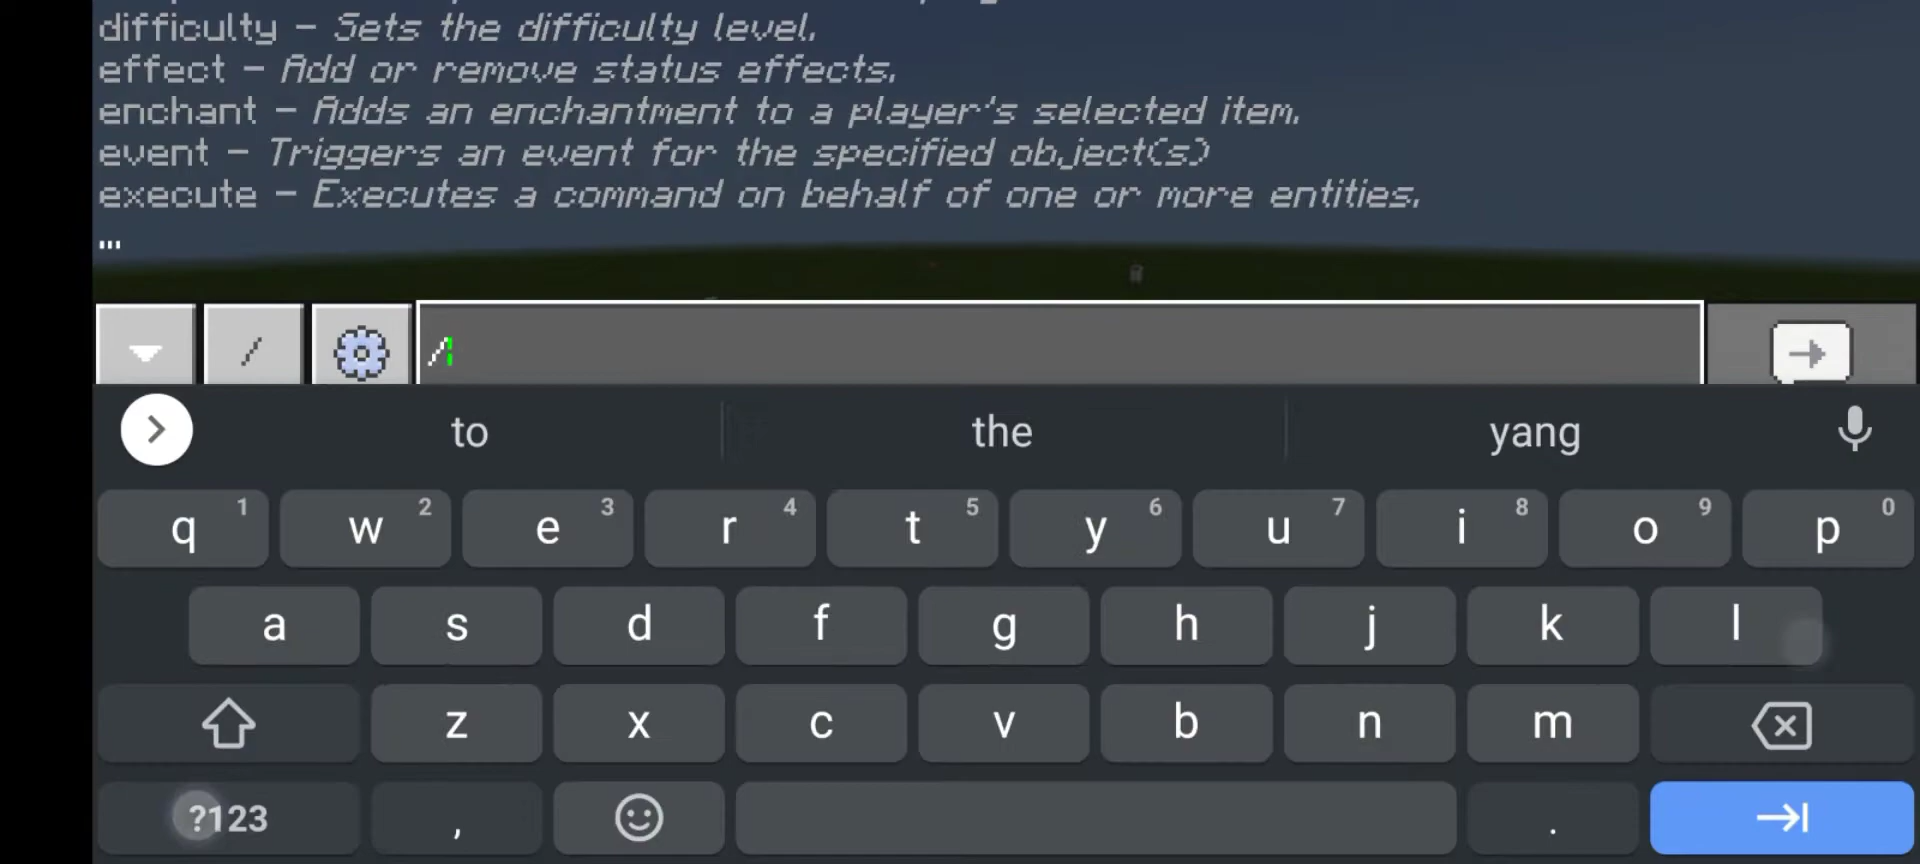 difficulty - Sets the difficulty level.
effect - Add or remove status effects.
enchant - Adds an enchantment to a player's selected item.
event - Triggers an event for the specified object(s)
execute - Executes a command on behalf of one or more entities.
...
/
/
to the yang
q 1 w 2 e 3 r 4 t 5 y 6 u 7 i 8 o 9 p 0
a s d f g h j k l
z x c v b n m
?123 , .